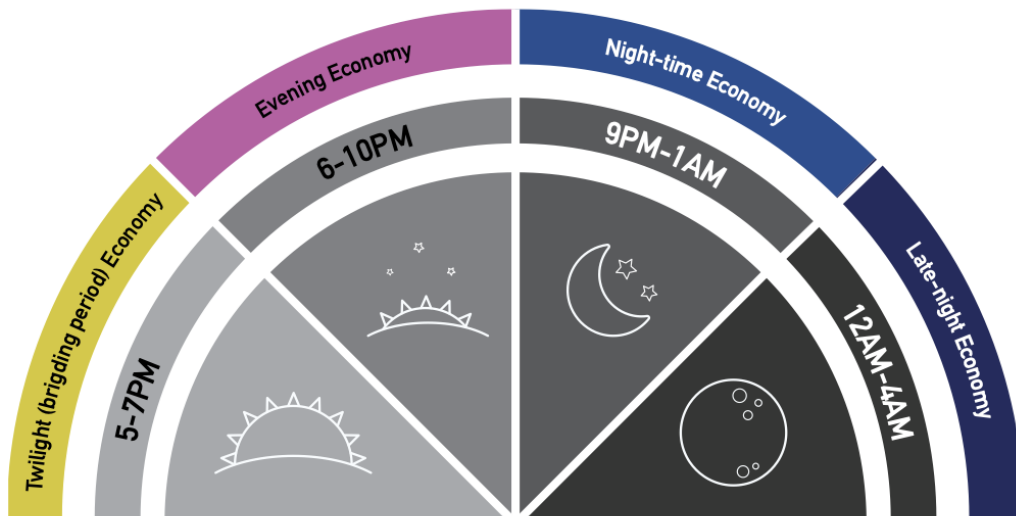 Twilight (brigding period) Economy
Evening Economy
Night-time Economy
Late-night Economy
5-7PM
6-10PM
9PM-1AM
12AM-4AM